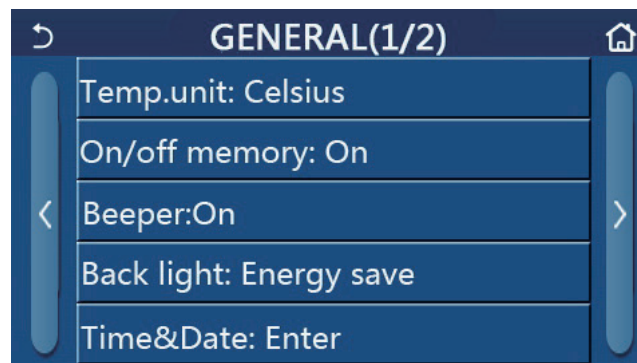 GENERAL(1/2)
Temp.unit: Celsius
On/off memory: On
Beeper:On
Back light: Energy save
Time&Date: Enter